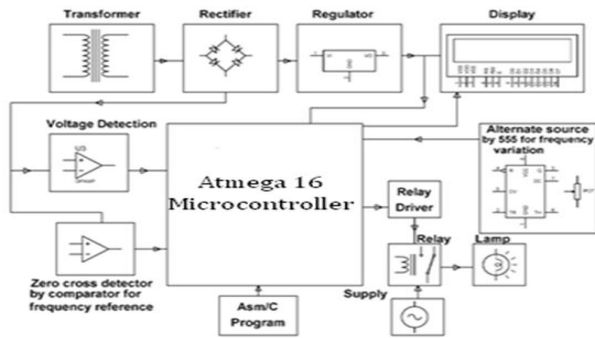 Transformer
Rectifier
Regulator
Display
Voltage Detection
U3
Atmega 16
Microcontroller
Alternate source
by 555 for frequency
variation
Relay
Driver
Relay
Lamp
Zero cross detector
by comparator for
frequency reference
Asm/C
Program
Supply